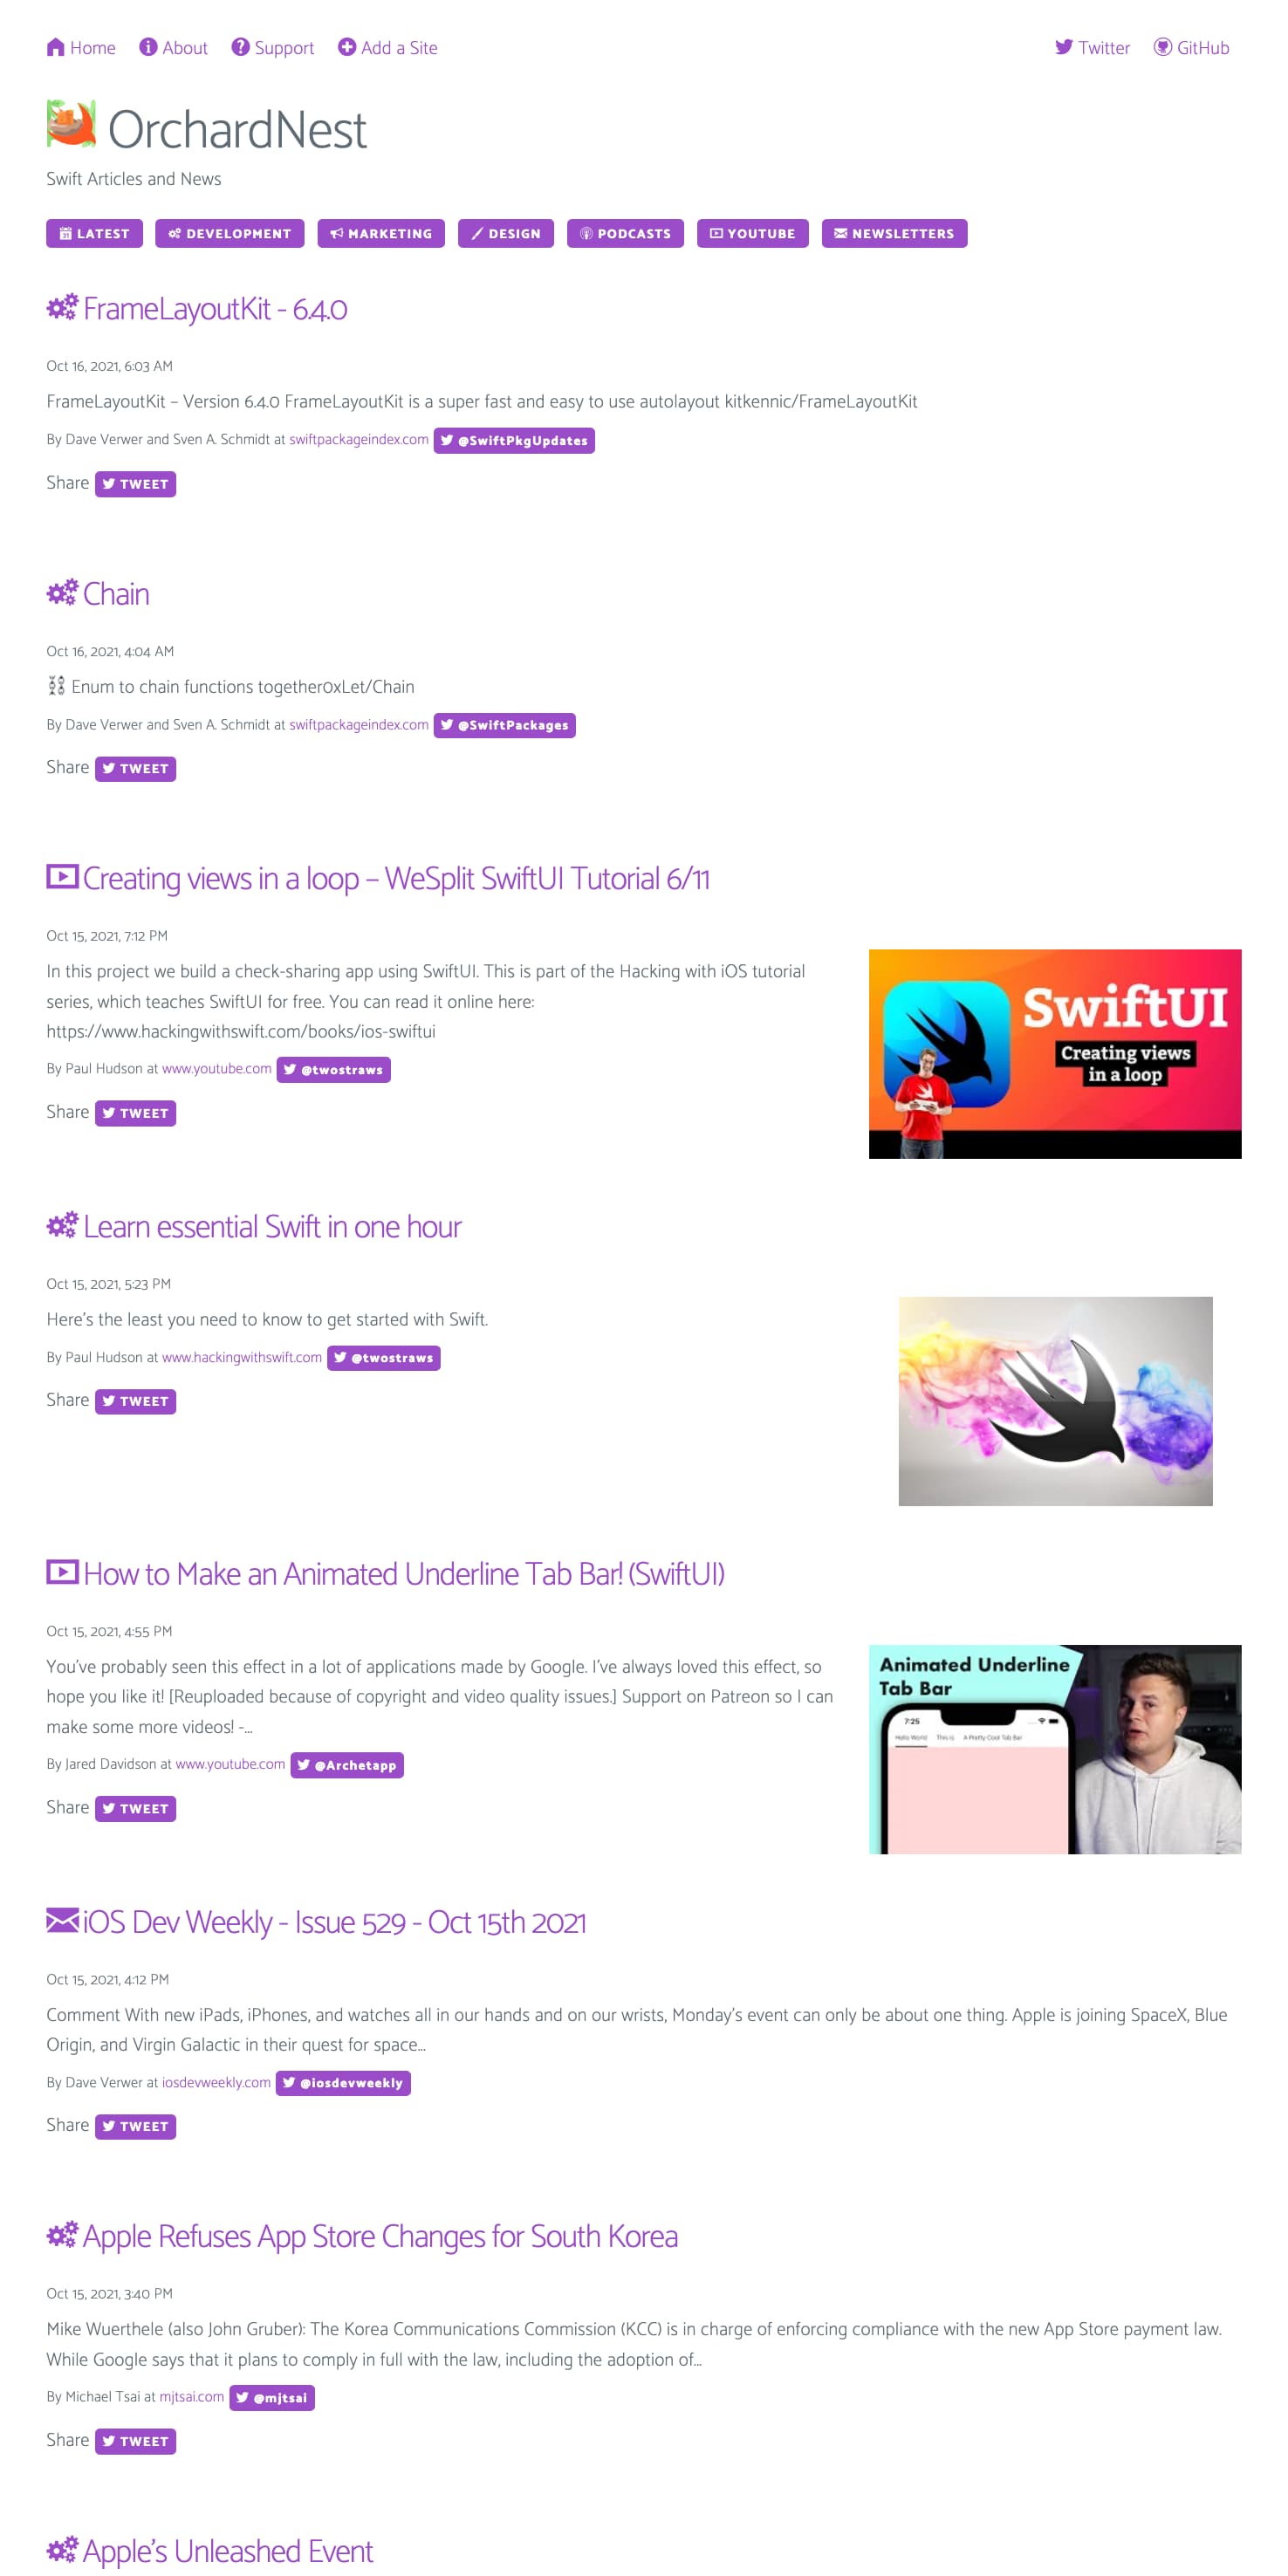 Home About Support Add a Site Twitter GitHub
OrchardNest
Swift Articles and News
LATEST DEVELOPMENT MARKETING DESIGN PODCASTS YOUTUBE NEWSLETTERS
FrameLayoutKit - 6.4.0
Oct 16, 2021, 6:03 AM
FrameLayoutKit – Version 6.4.0 FrameLayoutKit is a super fast and easy to use autolayout kitkennic/FrameLayoutKit
By Dave Verwer and Sven A. Schmidt at swiftpackageindex.com @SwiftPkgUpdates
Share TWEET
Chain
Oct 16, 2021, 4:04 AM
⛓ Enum to chain functions together0xLet/Chain
By Dave Verwer and Sven A. Schmidt at swiftpackageindex.com @SwiftPackages
Share TWEET
Creating views in a loop – WeSplit SwiftUI Tutorial 6/11
Oct 15, 2021, 7:12 PM
In this project we build a check-sharing app using SwiftUI. This is part of the Hacking with iOS tutorial
series, which teaches SwiftUI for free. You can read it online here:
https://www.hackingwithswift.com/books/ios-swiftui
By Paul Hudson at www.youtube.com @twostraws
Share TWEET
SwiftUI
Creating views
in a loop
Learn essential Swift in one hour
Oct 15, 2021, 5:23 PM
Here's the least you need to know to get started with Swift.
By Paul Hudson at www.hackingwithswift.com @twostraws
Share TWEET
How to Make an Animated Underline Tab Bar! (SwiftUI)
Oct 15, 2021, 4:55 PM
You've probably seen this effect in a lot of applications made by Google. I've always loved this effect, so
hope you like it! [Reuploaded because of copyright and video quality issues.] Support on Patreon so I can
make some more videos! -...
By Jared Davidson at www.youtube.com @Archetapp
Share TWEET
Animated Underline
Tab Bar
7:25
Hello World This is A Pretty Cool Tab Bar
iOS Dev Weekly - Issue 529 - Oct 15th 2021
Oct 15, 2021, 4:12 PM
Comment With new iPads, iPhones, and watches all in our hands and on our wrists, Monday's event can only be about one thing. Apple is joining SpaceX, Blue
Origin, and Virgin Galactic in their quest for space...
By Dave Verwer at iosdevweekly.com @iosdevweekly
Share TWEET
Apple Refuses App Store Changes for South Korea
Oct 15, 2021, 3:40 PM
Mike Wuerthele (also John Gruber): The Korea Communications Commission (KCC) is in charge of enforcing compliance with the new App Store payment law.
While Google says that it plans to comply in full with the law, including the adoption of...
By Michael Tsai at mjtsai.com @mjtsai
Share TWEET
Apple's Unleashed Event